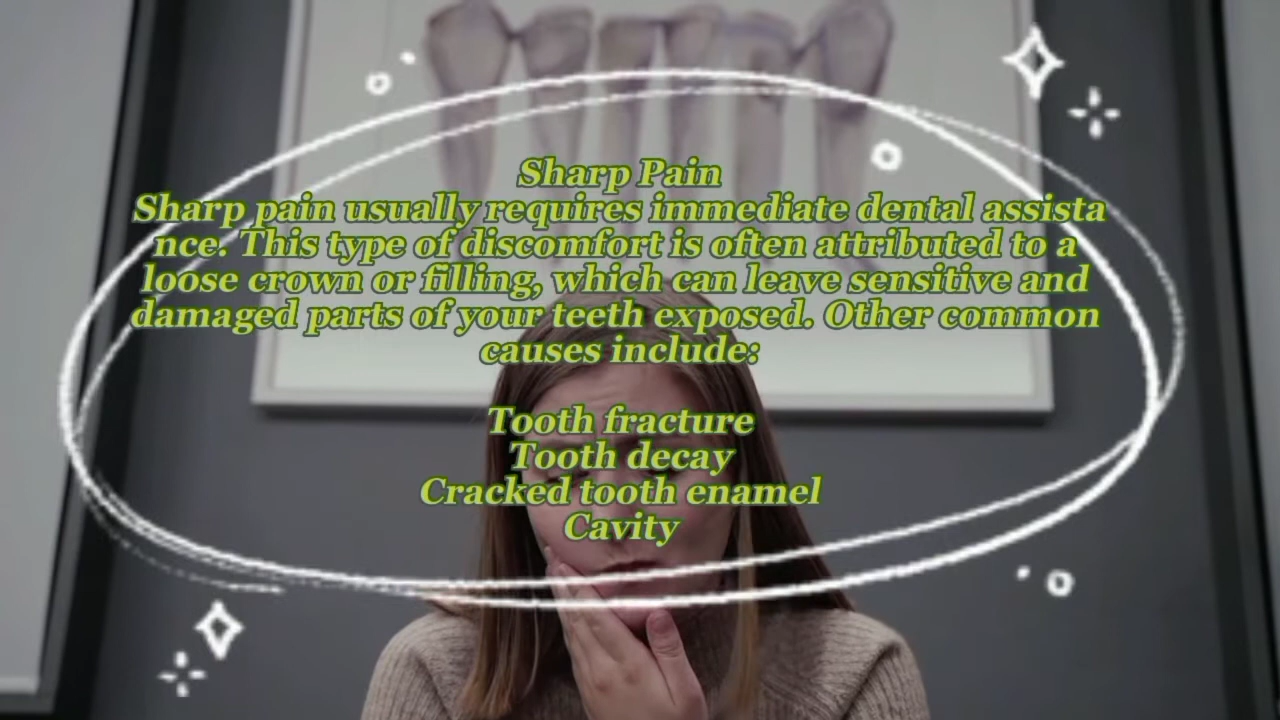 Sharp Pain
Sharp pain usually requires immediate dental assista
nce. This type of discomfort is often attributed to a
loose crown or filling, which can leave sensitive and
damaged parts of your teeth exposed. Other common
causes include:
Tooth fracture
Tooth decay
Cracked tooth enamel
Cavity